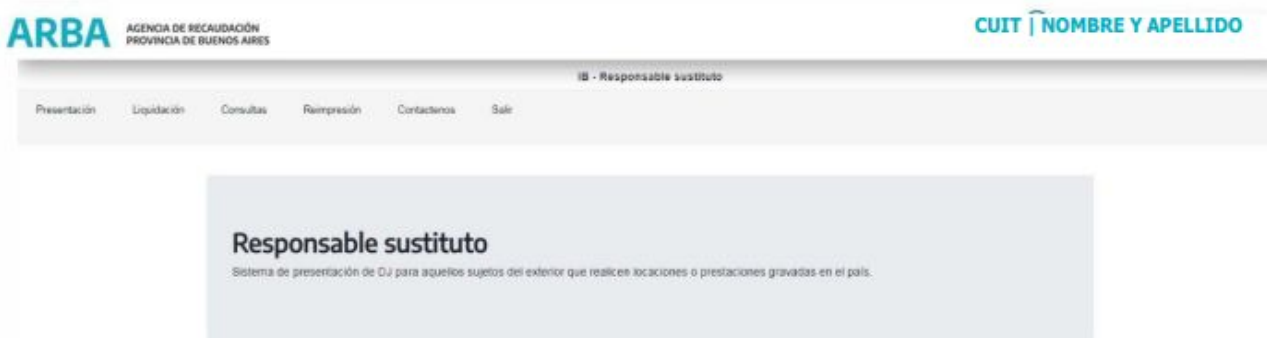 ARBA AGENCIA DE RECAUDACIÓN
PROVINCIA DE BUENOS AIRES
CUIT | NOMBRE Y APELLIDO
IB - Responsable sustituto
Presentación Liquidación Consultas Reimpresión Contactenos Salir
Responsable sustituto
Sistema de presentación de DJ para aquellos sujetos del exterior que realicen locaciones o prestaciones gravadas en el país.